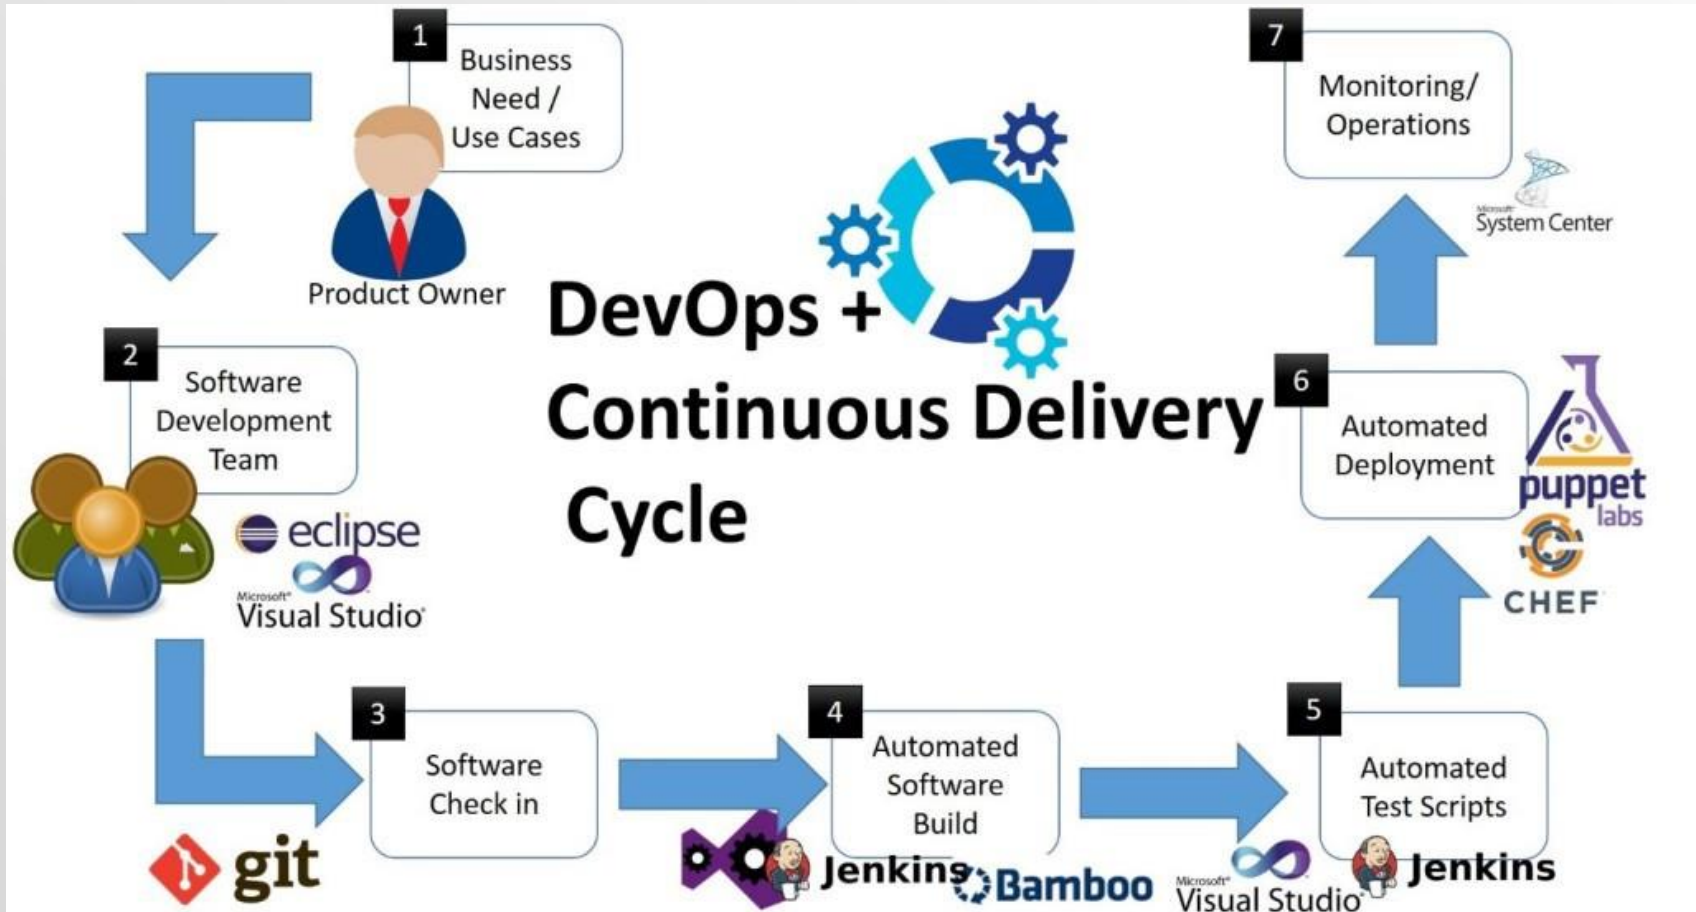 1
Business
Need /
Use Cases
Product Owner
2
Software
Development
Team
eclipse
Microsoft®
Visual Studio®
3
Software
Check in
git
4
Automated
Software
Build
Jenkins
Bamboo
5
Automated
Test Scripts
Microsoft®
Visual Studio®
Jenkins
6
Automated
Deployment
puppet
labs
CHEF
7
Monitoring/
Operations
Microsoft®
System Center
DevOps +
Continuous Delivery
Cycle